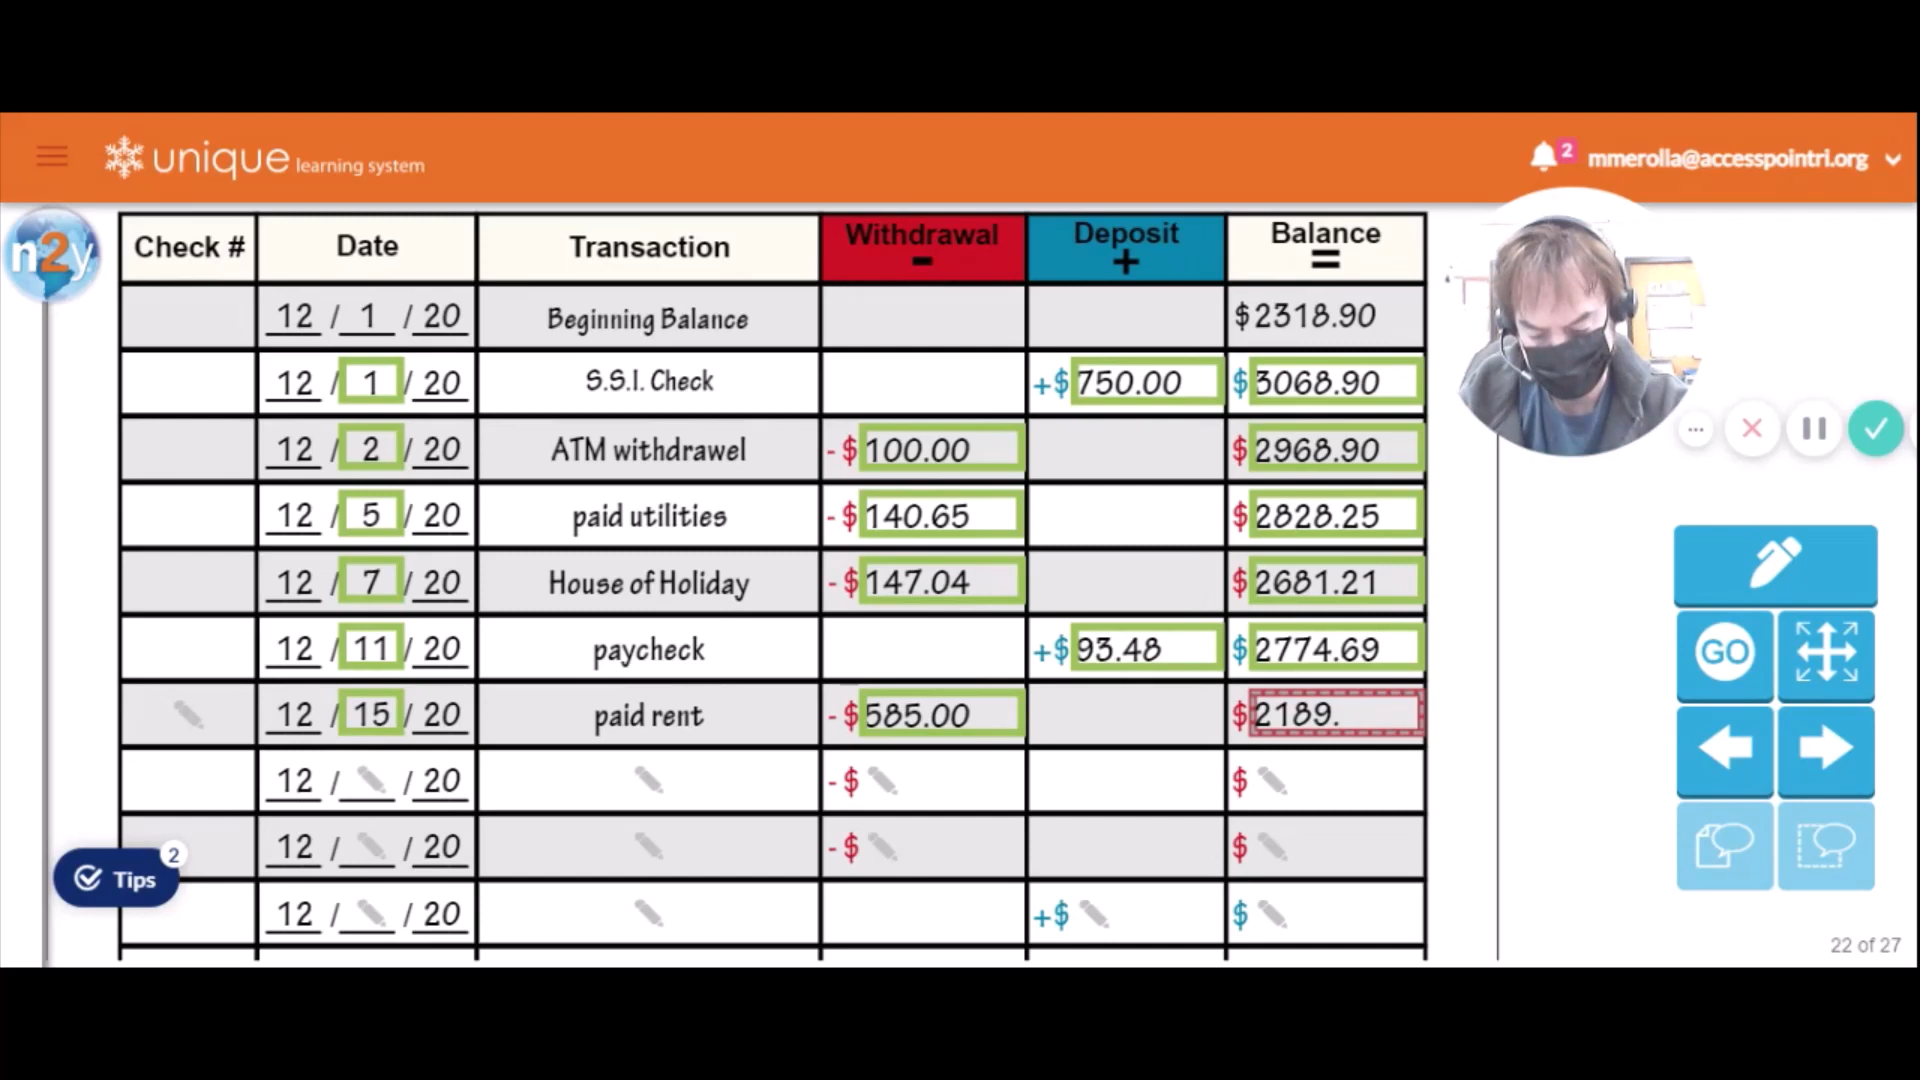 unique learning system
2
mmerolla@accesspointri.org
n2y
Check # Date Transaction Withdrawal - Deposit + Balance =
12 / 1 / 20 Beginning Balance $2318.90
12 / 1 / 20 S.S.I. Check +$ 750.00 $ 3068.90
12 / 2 / 20 ATM withdrawel - $ 100.00 $ 2968.90
12 / 5 / 20 paid utilities - $ 140.65 $ 2828.25
12 / 7 / 20 House of Holiday - $ 147.04 $ 2681.21
12 / 11 / 20 paycheck +$ 93.48 $ 2774.69
12 / 15 / 20 paid rent - $ 585.00 $ 2189.
12 / / 20 - $ $
12 / / 20 - $ $
12 / / 20 +$ $
Tips 2
GO
22 of 27